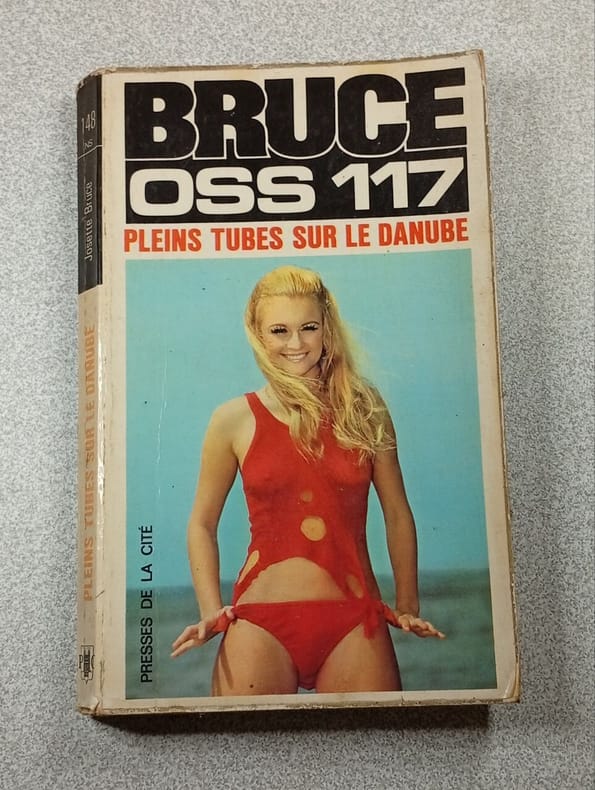 BRUCE
OSS 117
PLEINS TUBES SUR LE DANUBE
PRESSES DE LA CITÉ
148
Josette Bruce
PLEINS TUBES SUR LE DANUBE